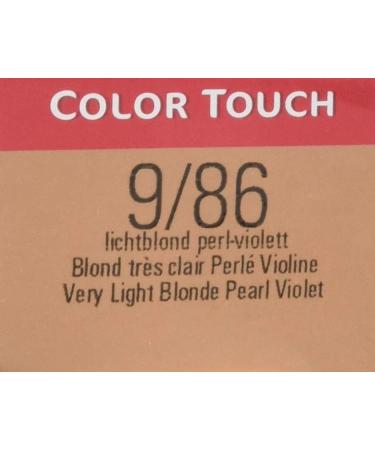 COLOR TOUCH
9/86
lichtblond perl-violett
Blond très clair Perlé Violine
Very Light Blonde Pearl Violet